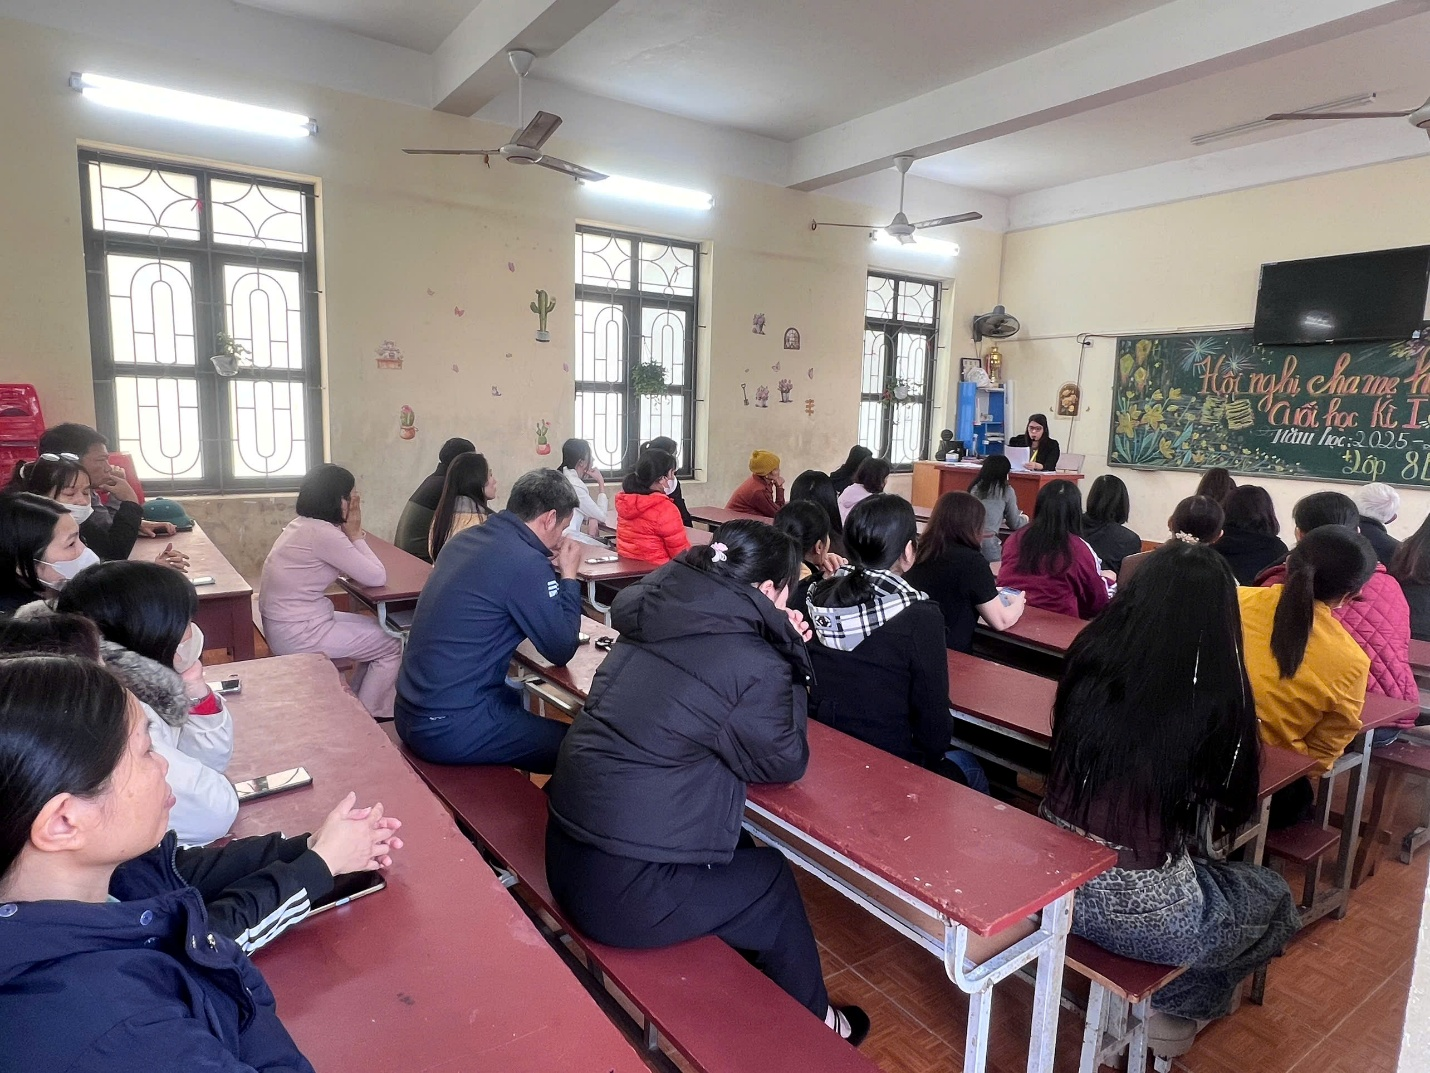 Hội nghị cha mẹ
Cuối học Kì I
Năm học: 2025-
Lớp 8